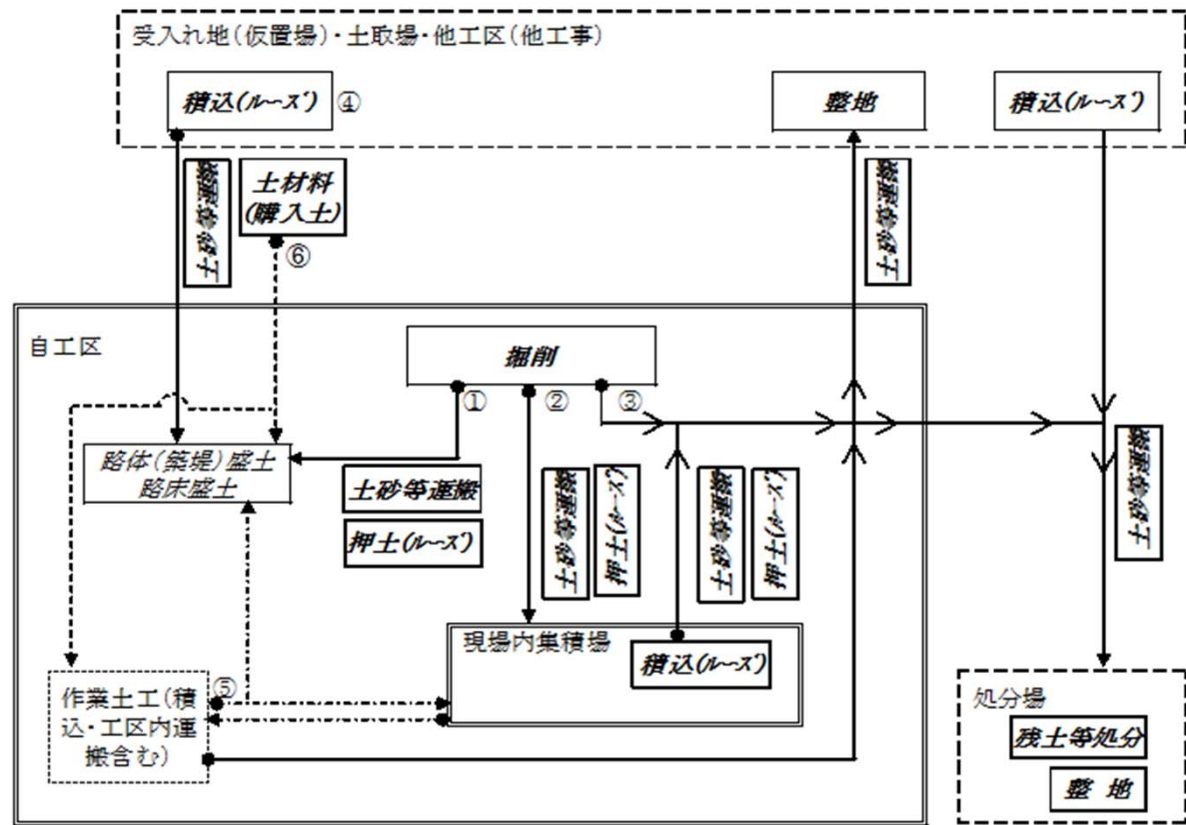 受入れ地(仮置場)・土取場・他工区(他工事)
積込(ルーズ)
④
整地
積込(ルーズ)
土砂等運搬
土材料
(購入土)
⑥
土砂等運搬
自工区
掘削
①
②
③
路体(築堤)盛土
路床盛土
土砂等運搬
押土(ルーズ)
土砂等運搬
押土(ルーズ)
土砂等運搬
押土(ルーズ)
土砂等運搬
現場内集積場
積込(ルーズ)
作業土工(積
込・工区内運
搬含む)
⑤
処分場
残土等処分
整 地